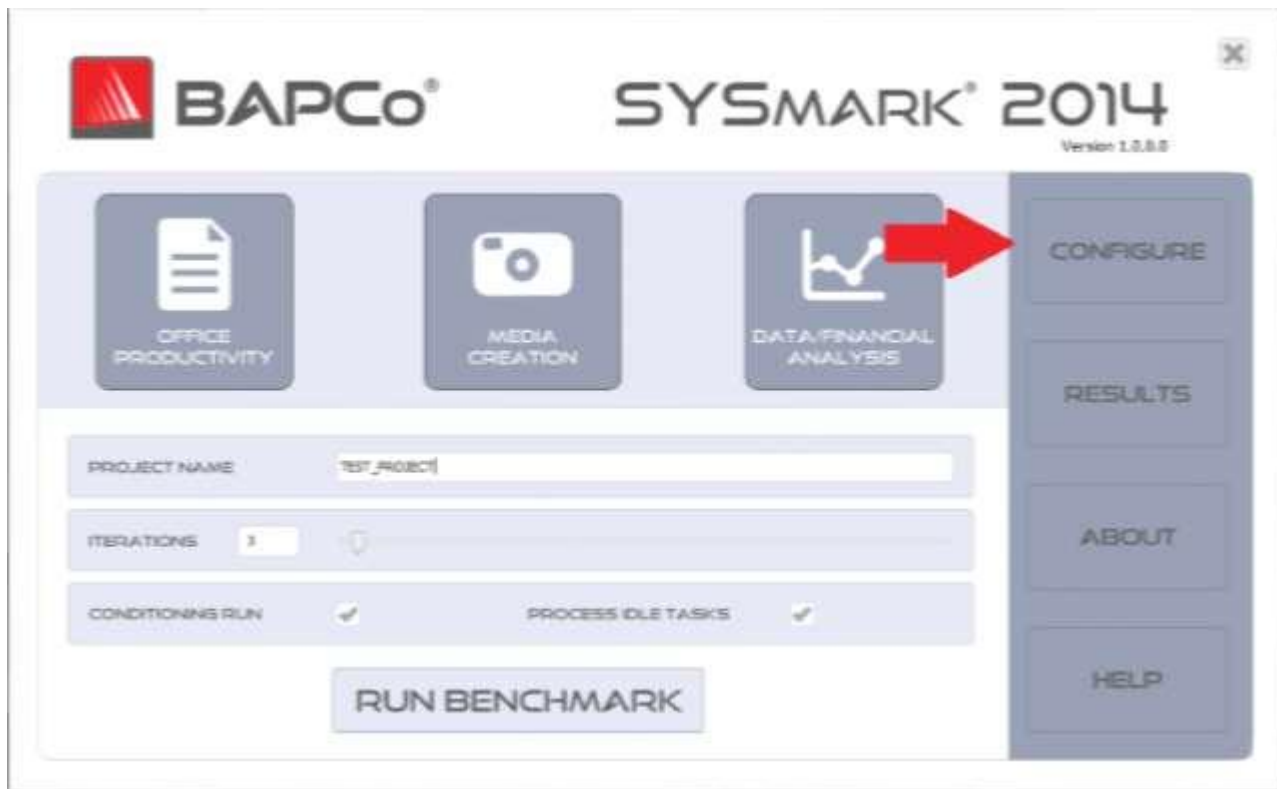 BAPCo®
SYSMARK® 2014
Version 1.0.0.0
OFFICE
PRODUCTIVITY
MEDIA
CREATION
DATA/FINANCIAL
ANALYSIS
CONFIGURE
RESULTS
ABOUT
HELP
PROJECT NAME TEST_PROJECT
ITERATIONS 3
CONDITIONING RUN PROCESS IDLE TASKS
RUN BENCHMARK